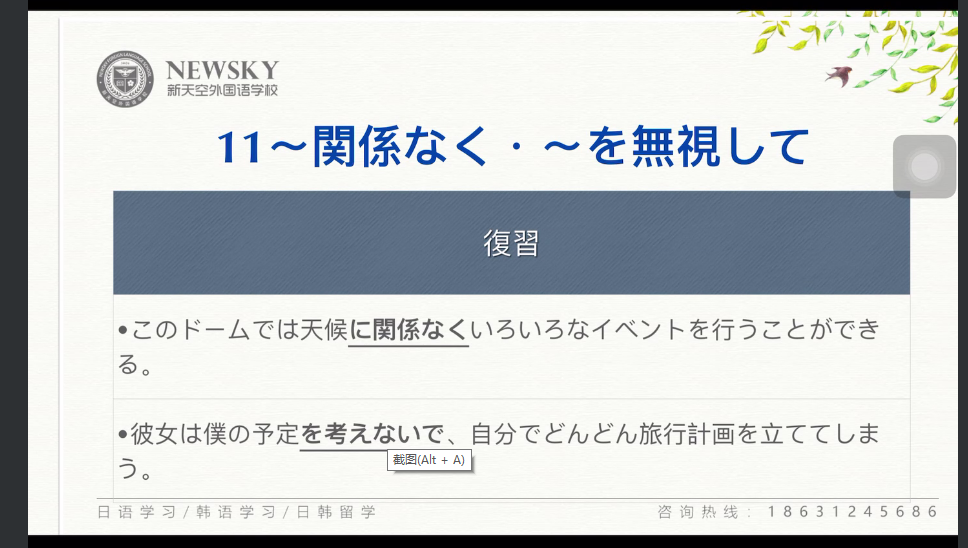 NEWSKY
新天空外国语学校
11～関係なく・～を無視して
復習
•このドームでは天候に関係なくいろいろなイベントを行うことができ
る。
•彼女は僕の予定を考えないで、自分でどんどん旅行計画を立ててしま
う。
截图(Alt + A)
日语学习/韩语学习/日韩留学
咨询热线：18631245686